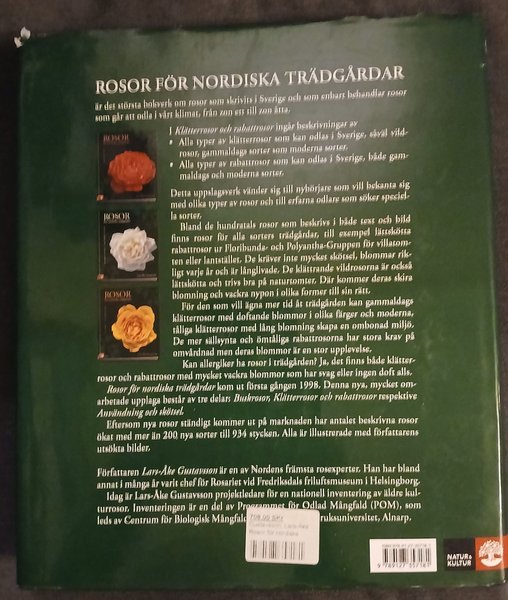 ROSOR FÖR NORDISKA TRÄDGÅRDAR
är det största bokverk om rosor som skrivits i Sverige och som enbart behandlar rosor
som går att odla i vårt klimat, från zon ett till zon åtta.
I Klätterrosor och rabattrosor ingår beskrivningar av
• Alla typer av klätterrosor som kan odlas i Sverige, såväl vild-
rosor, gammaldags sorter som moderna sorter.
• Alla typer av rabattrosor som kan odlas i Sverige, både gam-
maldags och moderna sorter.
Detta uppslagsverk vänder sig till nybörjare som vill bekanta sig
med olika typer av rosor och till erfarna odlare som söker speciel-
la sorter.
Bland de hundratals rosor som beskrivs i både text och bild
finns rosor för alla sorters trädgårdar, till exempel lättskötta
rabattrosor ur Floribunda- och Polyantha-Gruppen för villatom-
ten eller lantstället. De kräver inte mycket skötsel, blommar rik-
ligt varje år och är långlivade. De klättrande vildrosorna är också
lättskötta och trivs bra på naturtomter. Där kommer deras skira
blomning och vackra nypon i olika former till sin rätt.
För den som vill ägna mer tid åt trädgården kan gammaldags
klätterrosor med doftande blommor i olika färger och moderna,
tåliga klätterrosor med lång blomning skapa en ombonad miljö.
De mer sällsynta och ömtåliga rabattrosorna har stora krav på
omvårdnad men deras blommor är en stor upplevelse.
Kan allergiker ha rosor i trädgården? Ja, det finns både klätter-
rosor och rabattrosor med mycket vackra blommor som har svag eller ingen doft alls.
Rosor för nordiska trädgårdar kom ut första gången 1998. Denna nya, mycket om-
arbetade upplaga består av tre delar: Buskrosor, Klätterrosor och rabattrosor respektive
Användning och skötsel.
Eftersom nya rosor ständigt kommer ut på marknaden har antalet beskrivna rosor
ökat med mer än 200 nya sorter till 934 stycken. Alla är illustrerade med författarens
utsökta bilder.
Författaren Lars-Åke Gustavsson är en av Nordens främsta rosexperter. Han har bland
annat i många år varit chef för Rosariet vid Fredriksdals friluftsmuseum i Helsingborg.
Idag är Lars-Åke Gustavsson projektledare för en nationell inventering av äldre kul-
turrosor. Inventeringen är en del av Programmet för Odlad Mångfald (POM), som
leds av Centrum för Biologisk Mångfald bruksuniversitet, Alnarp.
ROSOR
ROSOR
ROSOR
NATUR &
KULTUR